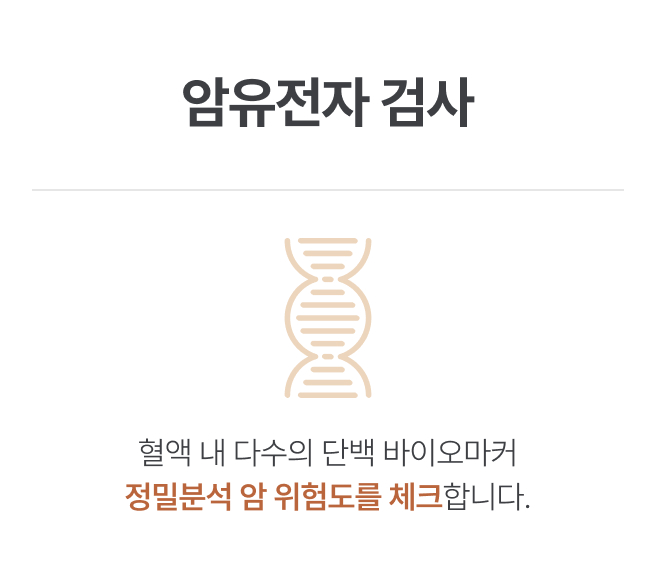 암유전자 검사
혈액 내 다수의 단백 바이오마커
정밀분석 암 위험도를 체크합니다.